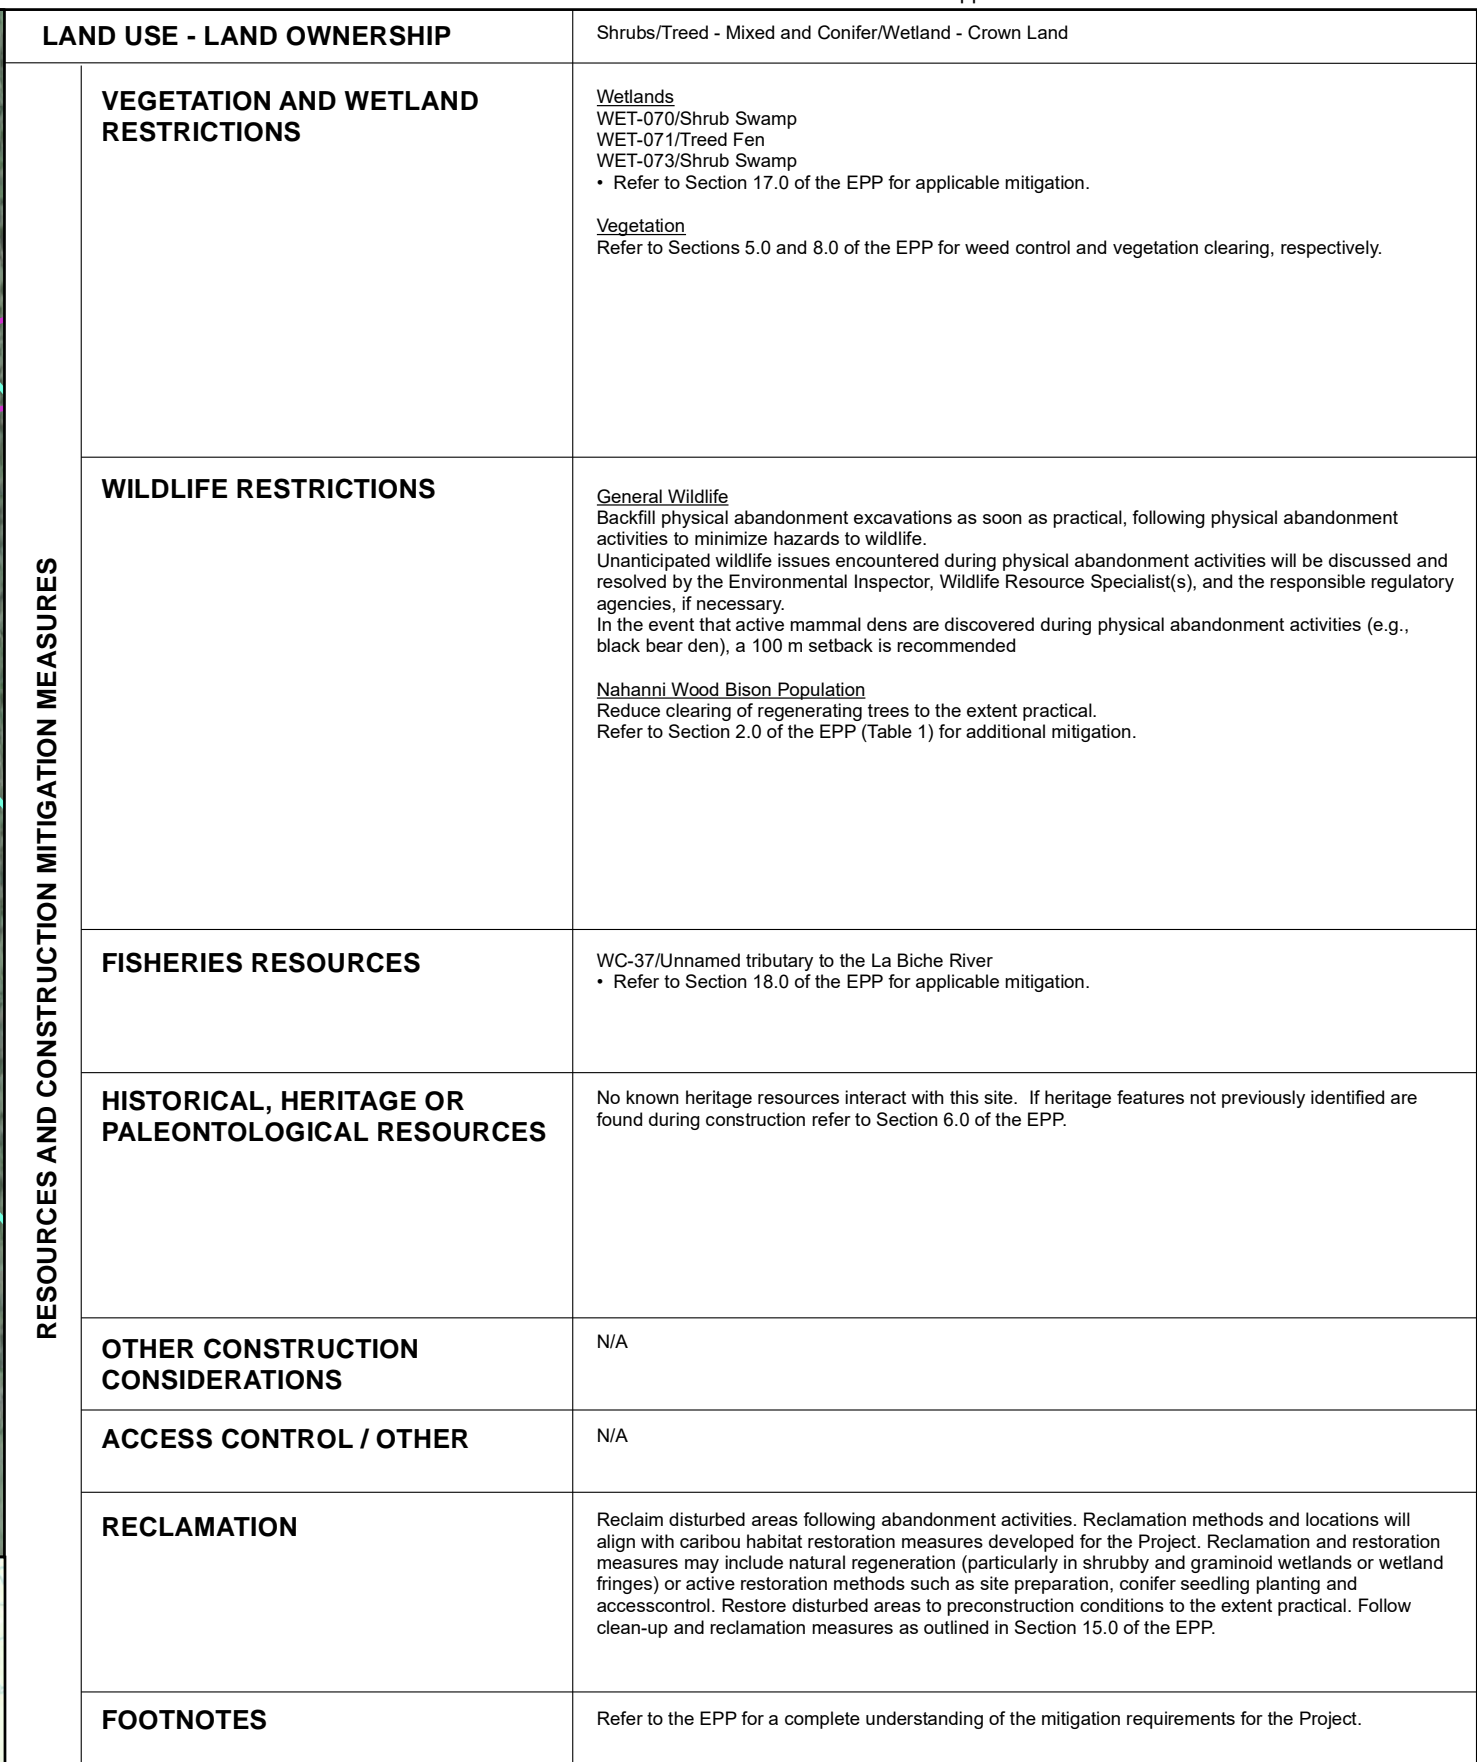 LAND USE - LAND OWNERSHIP
Shrubs/Treed - Mixed and Conifer/Wetland - Crown Land
RESOURCES AND CONSTRUCTION MITIGATION MEASURES
VEGETATION AND WETLAND
RESTRICTIONS
Wetlands
WET-070/Shrub Swamp
WET-071/Treed Fen
WET-073/Shrub Swamp
• Refer to Section 17.0 of the EPP for applicable mitigation.
Vegetation
Refer to Sections 5.0 and 8.0 of the EPP for weed control and vegetation clearing, respectively.
WILDLIFE RESTRICTIONS
General Wildlife
Backfill physical abandonment excavations as soon as practical, following physical abandonment
activities to minimize hazards to wildlife.
Unanticipated wildlife issues encountered during physical abandonment activities will be discussed and
resolved by the Environmental Inspector, Wildlife Resource Specialist(s), and the responsible regulatory
agencies, if necessary.
In the event that active mammal dens are discovered during physical abandonment activities (e.g.,
black bear den), a 100 m setback is recommended
Nahanni Wood Bison Population
Reduce clearing of regenerating trees to the extent practical.
Refer to Section 2.0 of the EPP (Table 1) for additional mitigation.
FISHERIES RESOURCES
WC-37/Unnamed tributary to the La Biche River
• Refer to Section 18.0 of the EPP for applicable mitigation.
HISTORICAL, HERITAGE OR
PALEONTOLOGICAL RESOURCES
No known heritage resources interact with this site. If heritage features not previously identified are
found during construction refer to Section 6.0 of the EPP.
OTHER CONSTRUCTION
CONSIDERATIONS
N/A
ACCESS CONTROL / OTHER
N/A
RECLAMATION
Reclaim disturbed areas following abandonment activities. Reclamation methods and locations will
align with caribou habitat restoration measures developed for the Project. Reclamation and restoration
measures may include natural regeneration (particularly in shrubby and graminoid wetlands or wetland
fringes) or active restoration methods such as site preparation, conifer seedling planting and
accesscontrol. Restore disturbed areas to preconstruction conditions to the extent practical. Follow
clean-up and reclamation measures as outlined in Section 15.0 of the EPP.
FOOTNOTES
Refer to the EPP for a complete understanding of the mitigation requirements for the Project.